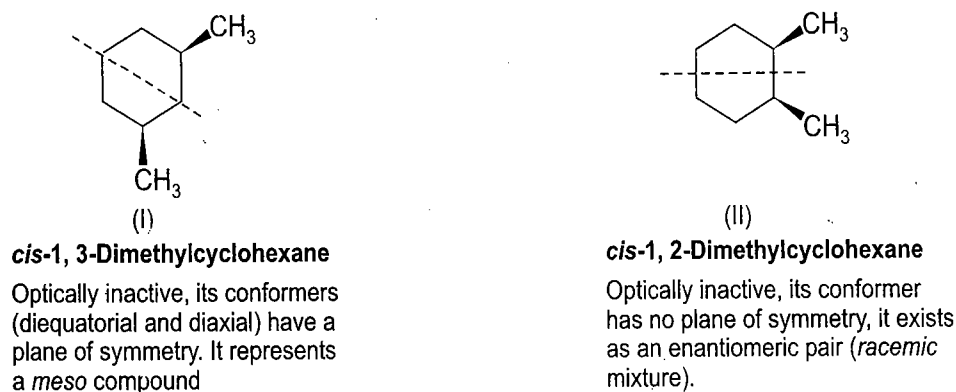 CH3
CH3
(I)
cis-1, 3-Dimethylcyclohexane
Optically inactive, its conformers
(diequatorial and diaxial) have a
plane of symmetry. It represents
a meso compound
CH3
CH3
(II)
cis-1, 2-Dimethylcyclohexane
Optically inactive, its conformer
has no plane of symmetry, it exists
as an enantiomeric pair (racemic
mixture).